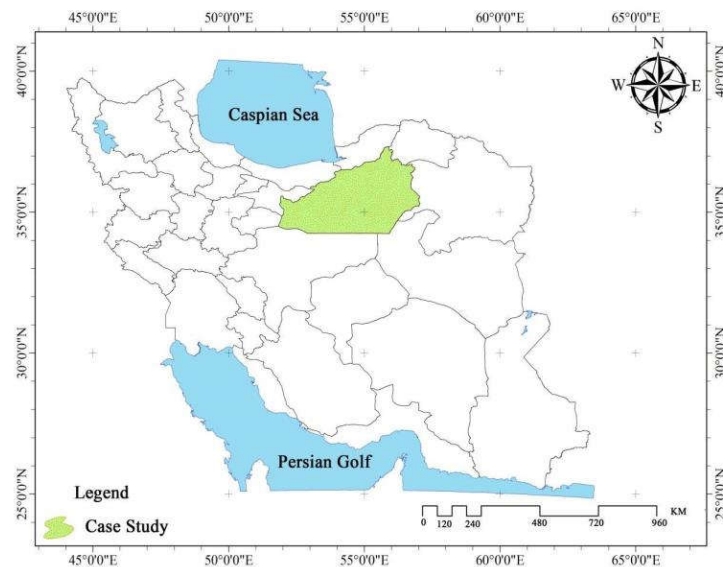 45°0'0"E 50°0'0"E 55°0'0"E 60°0'0"E 65°0'0"E
N
W E
S
40°0'0"N 40°0'0"N
Caspian Sea
35°0'0"N 35°0'0"N
30°0'0"N 30°0'0"N
Persian Golf
25°0'0"N 25°0'0"N
Legend
Case Study
KM
0 120 240 480 720 960
45°0'0"E 50°0'0"E 55°0'0"E 60°0'0"E 65°0'0"E